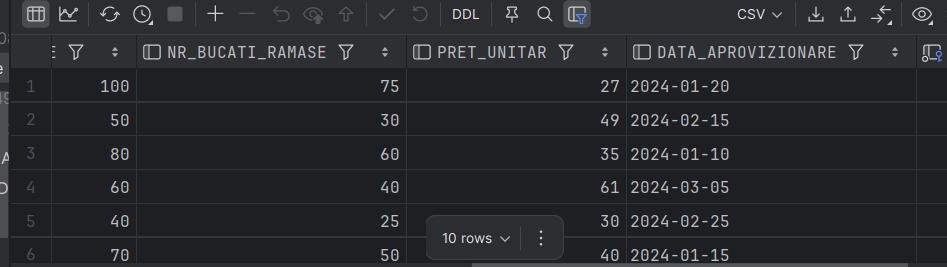 DDL CSV
E NR_BUCATI_RAMASE PRET_UNITAR DATA_APROVIZIONARE
1 100 75 27 2024-01-20
2 50 30 49 2024-02-15
3 80 60 35 2024-01-10
4 60 40 61 2024-03-05
5 40 25 30 2024-02-25
10 rows
6 70 50 40 2024-01-15